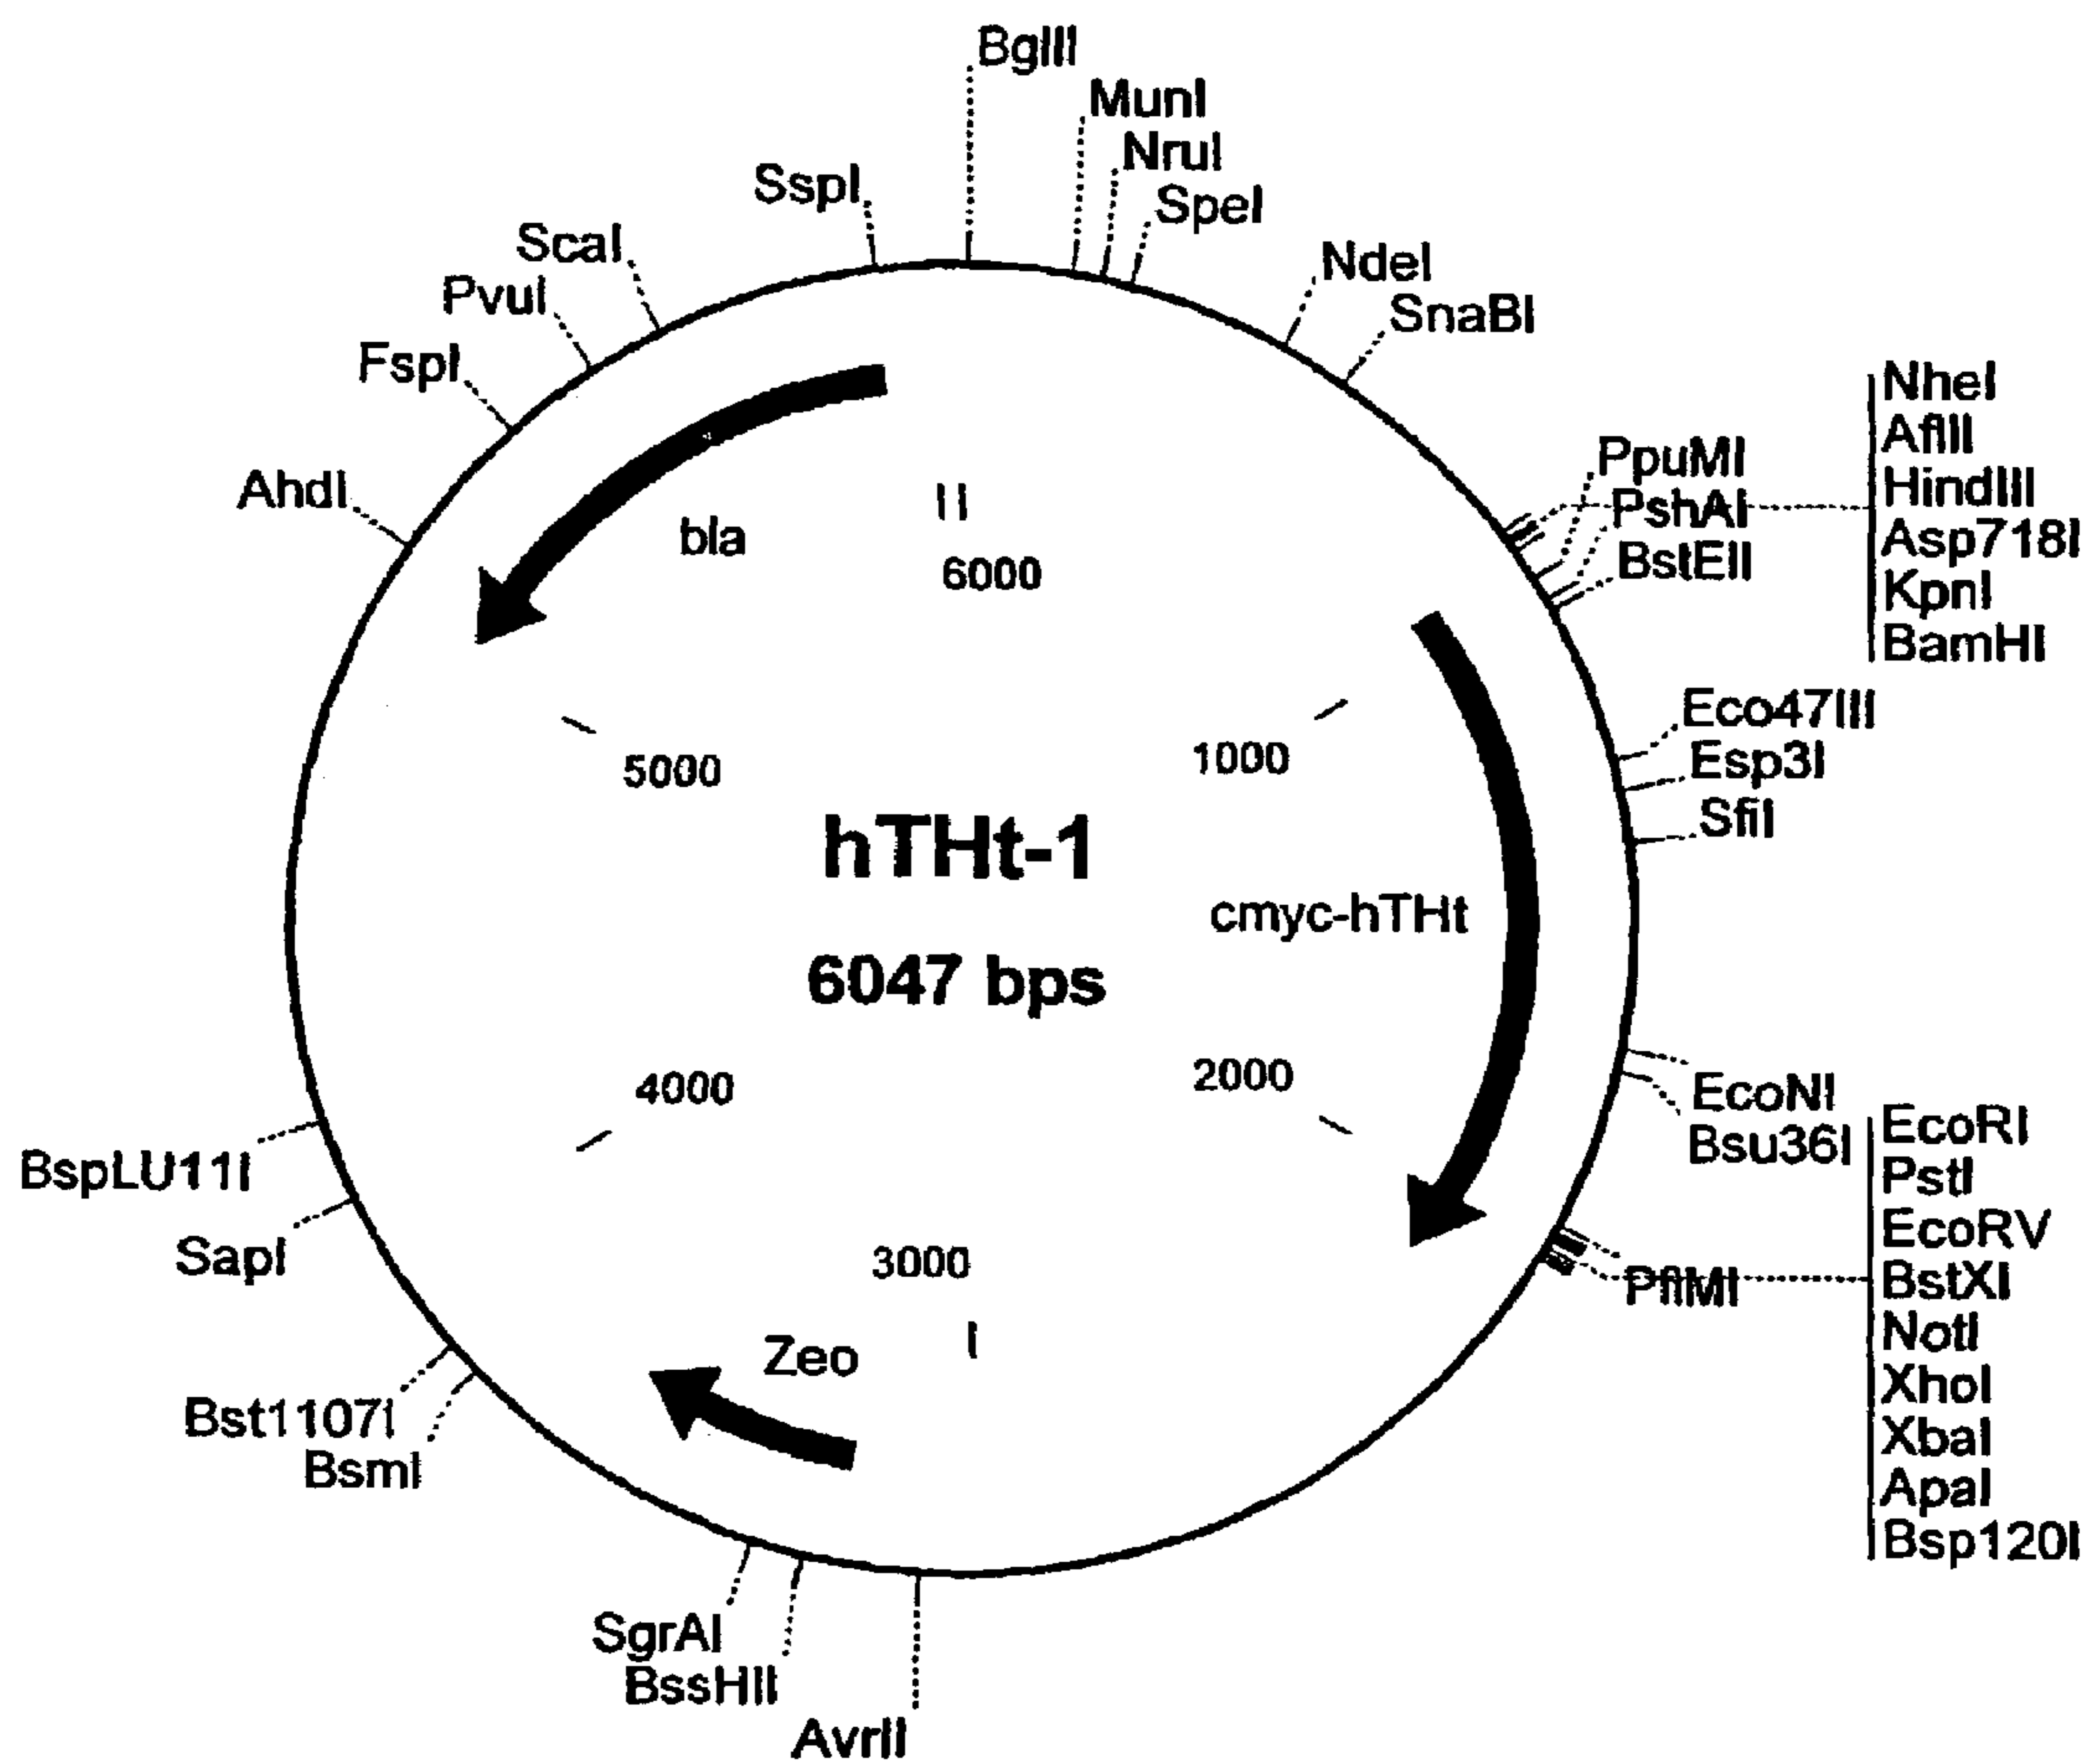 BglII
MunI
NruI
SpeI
SspI
ScaI
PvuI
FspI
AhdI
NdeI
SnaBI
NheI
AflII
HindIII
Asp718I
KpnI
BamHI
PpuMI
PshAI
BstEII
Eco47III
Esp3I
SfiI
bla
6000
5000
1000
hTHt-1
6047 bps
cmyc-hTHt
4000
2000
3000
Zeo
EcoNI
Bsu36I
EcoRI
PstI
EcoRV
BstXI
NotI
XhoI
XbaI
ApaI
Bsp120I
PflMI
BspLU11I
SapI
Bst1107I
BsmI
SgrAI
BssHII
AvrII